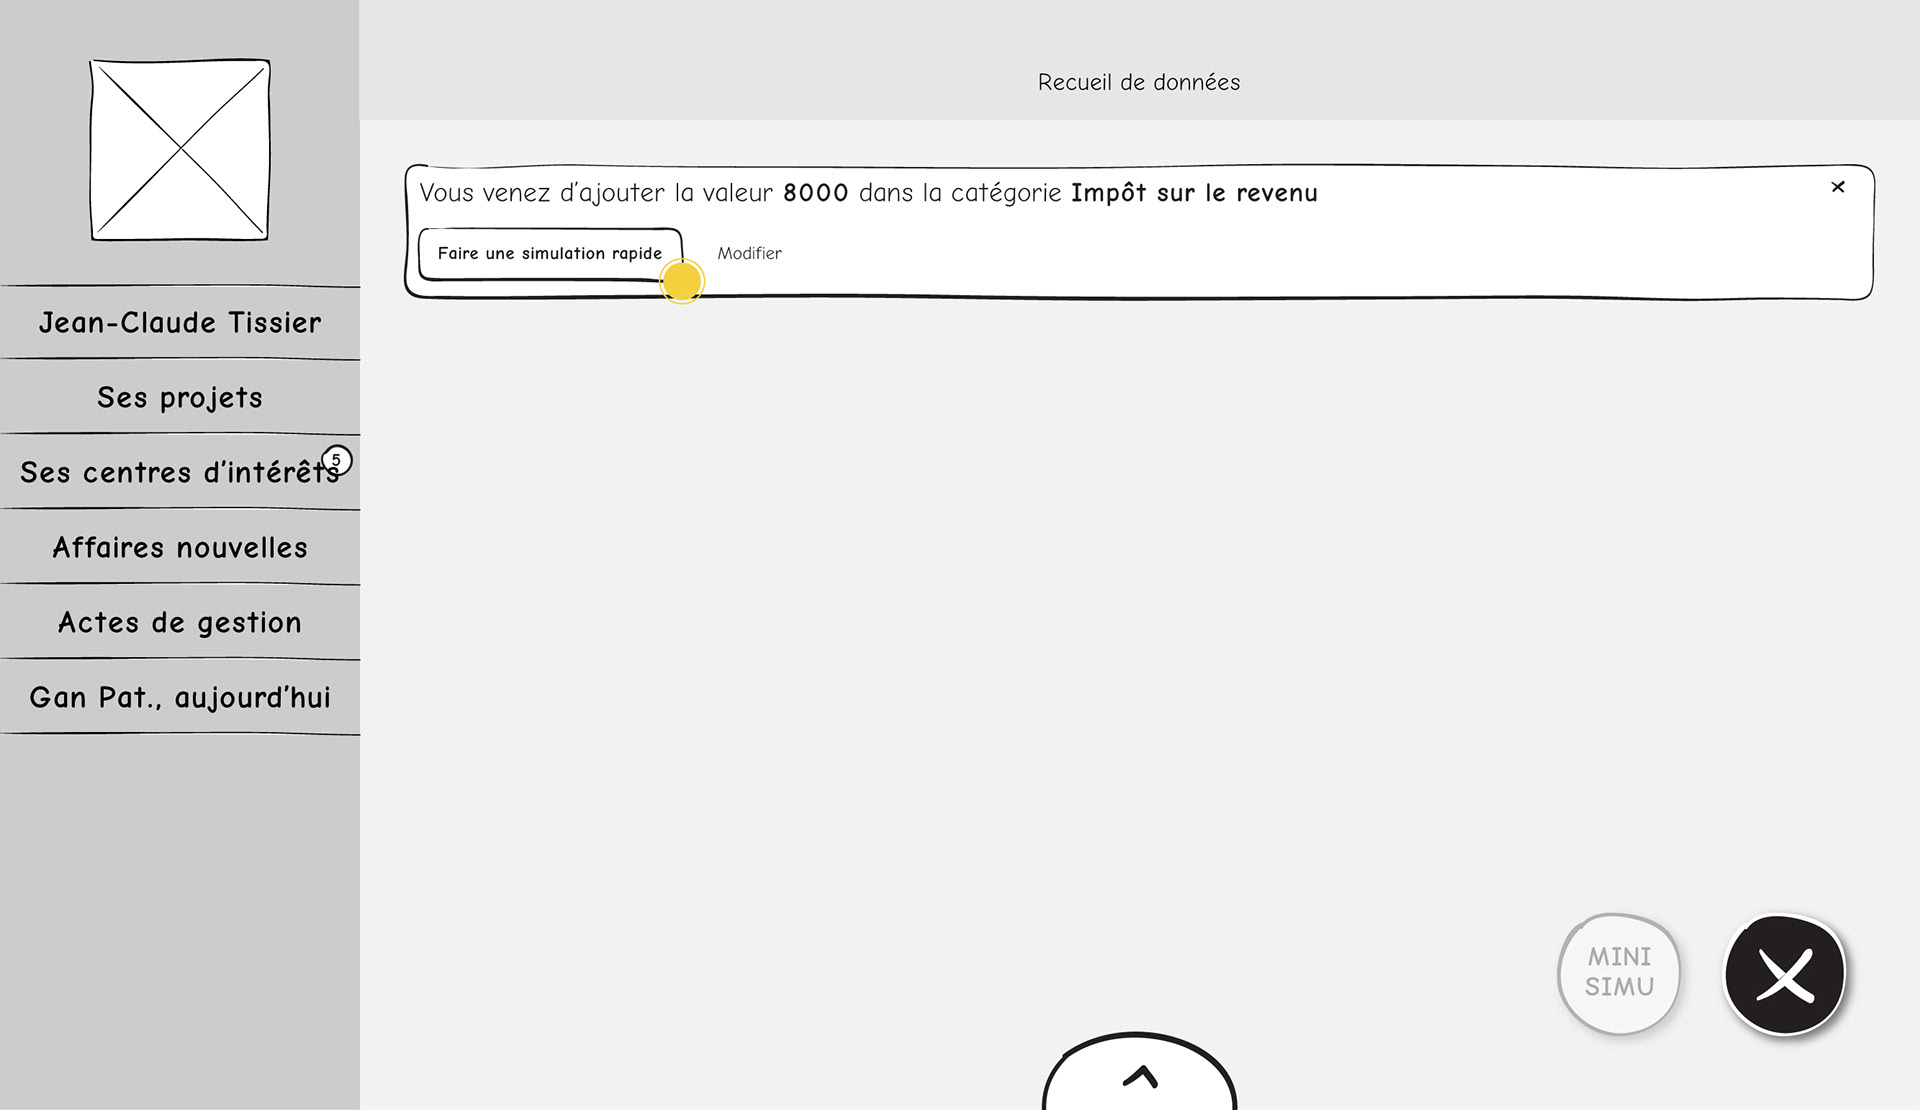 Recueil de données
Vous venez d'ajouter la valeur 8000 dans la catégorie Impôt sur le revenu
Faire une simulation rapide
Modifier
Jean-Claude Tissier
Ses projets
Ses centres d'intérêts
5
Affaires nouvelles
Actes de gestion
Gan Pat., aujourd'hui
MINI
SIMU